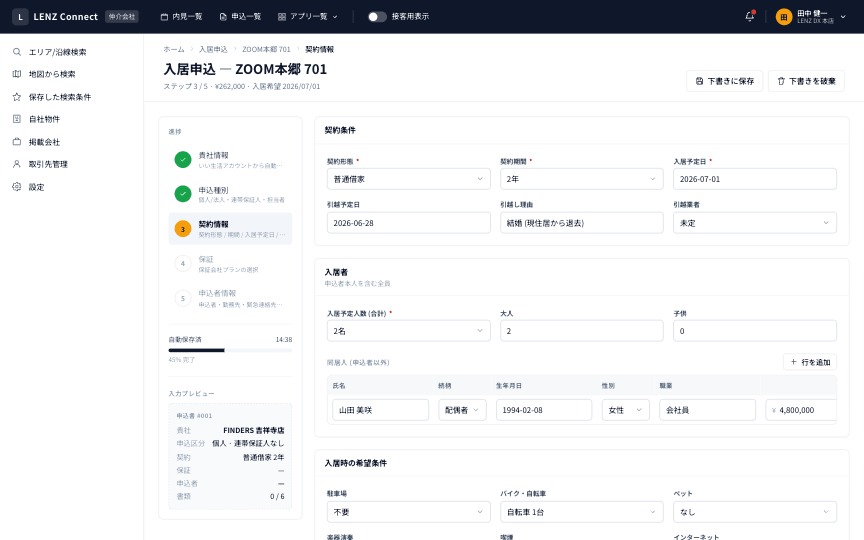 L LENZ Connect 仲介会社 内見一覧 申込一覧 アプリ一覧 接客用表示 田 田中 健一
LENZ DX 本店
エリア/沿線検索
地図から検索
保存した検索条件
自社物件
掲載会社
取引先管理
設定
ホーム 入居申込 ZOOM本郷 701 契約情報
入居申込 — ZOOM本郷 701
ステップ 3 / 5 · ¥262,000 · 入居希望 2026/07/01
下書きに保存 下書きを破棄
進捗
貴社情報
いい生活アカウントから自動…
申込種別
個人/法人・連帯保証人・担当者
3 契約情報
契約形態 / 期間 / 入居予定日 / …
4 保証
保証会社プランの選択
5 申込者情報
申込者・勤務先・緊急連絡先…
自動保存済 14:38
45% 完了
入力プレビュー
申込者 #001
貴社 FINDERS 吉祥寺店
申込区分 個人・連帯保証人なし
契約 普通借家 2年
保証 —
申込者 —
書類 0 / 6
契約条件
契約形態 * 契約期間 * 入居予定日 *
普通借家 2年 2026-07-01
引越予定日 引越し理由 引越業者
2026-06-28 結婚 (現住居から退去) 未定
入居者
申込者本人を含む全員
入居予定人数 (合計) * 大人 子供
2名 2 0
同居人 (申込者以外) + 行を追加
氏名 続柄 生年月日 性別 職業
山田 美咲 配偶者 1994-02-08 女性 会社員 ¥ 4,800,000
入居時の希望条件
駐車場 バイク・自転車 ペット
不要 自転車 1台 なし
楽器演奏 喫煙 インターネット